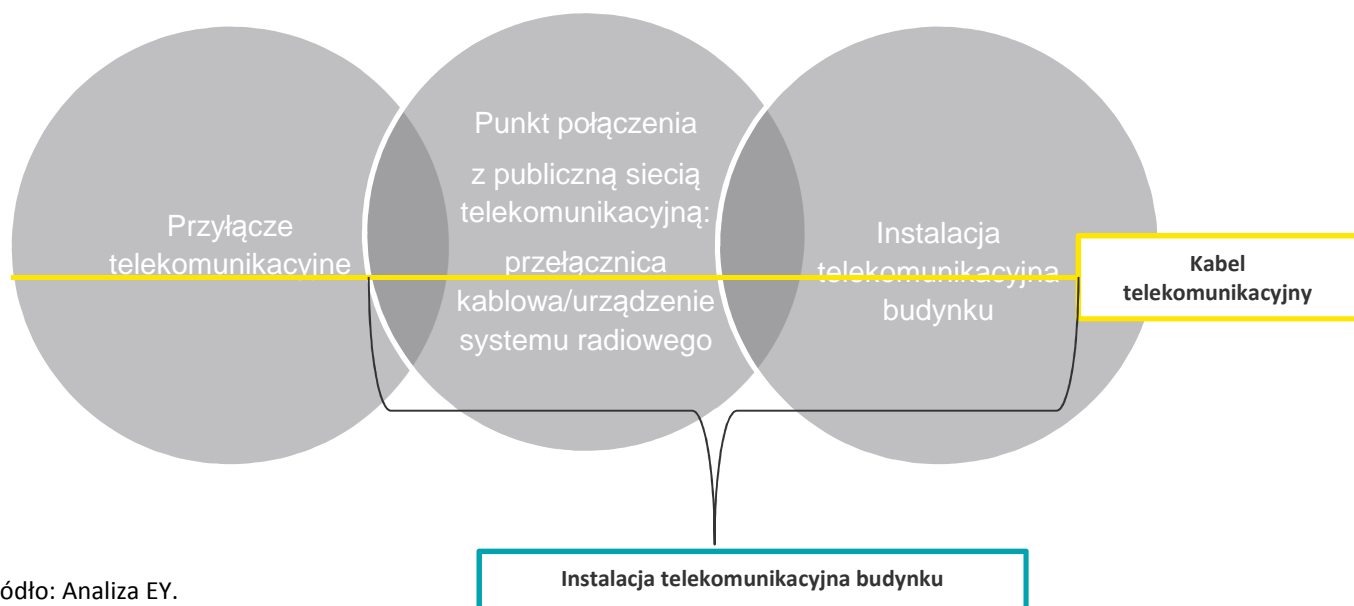 Przyłącze
telekomunikacyjne
Punkt połączenia
z publiczną siecią
telekomunikacyjną:
przełącznica
kablowa/urządzenie
systemu radiowego
Instalacja
telekomunikacyjna
budynku
Kabel
telekomunikacyjny
Instalacja telekomunikacyjna budynku
ódło: Analiza EY.